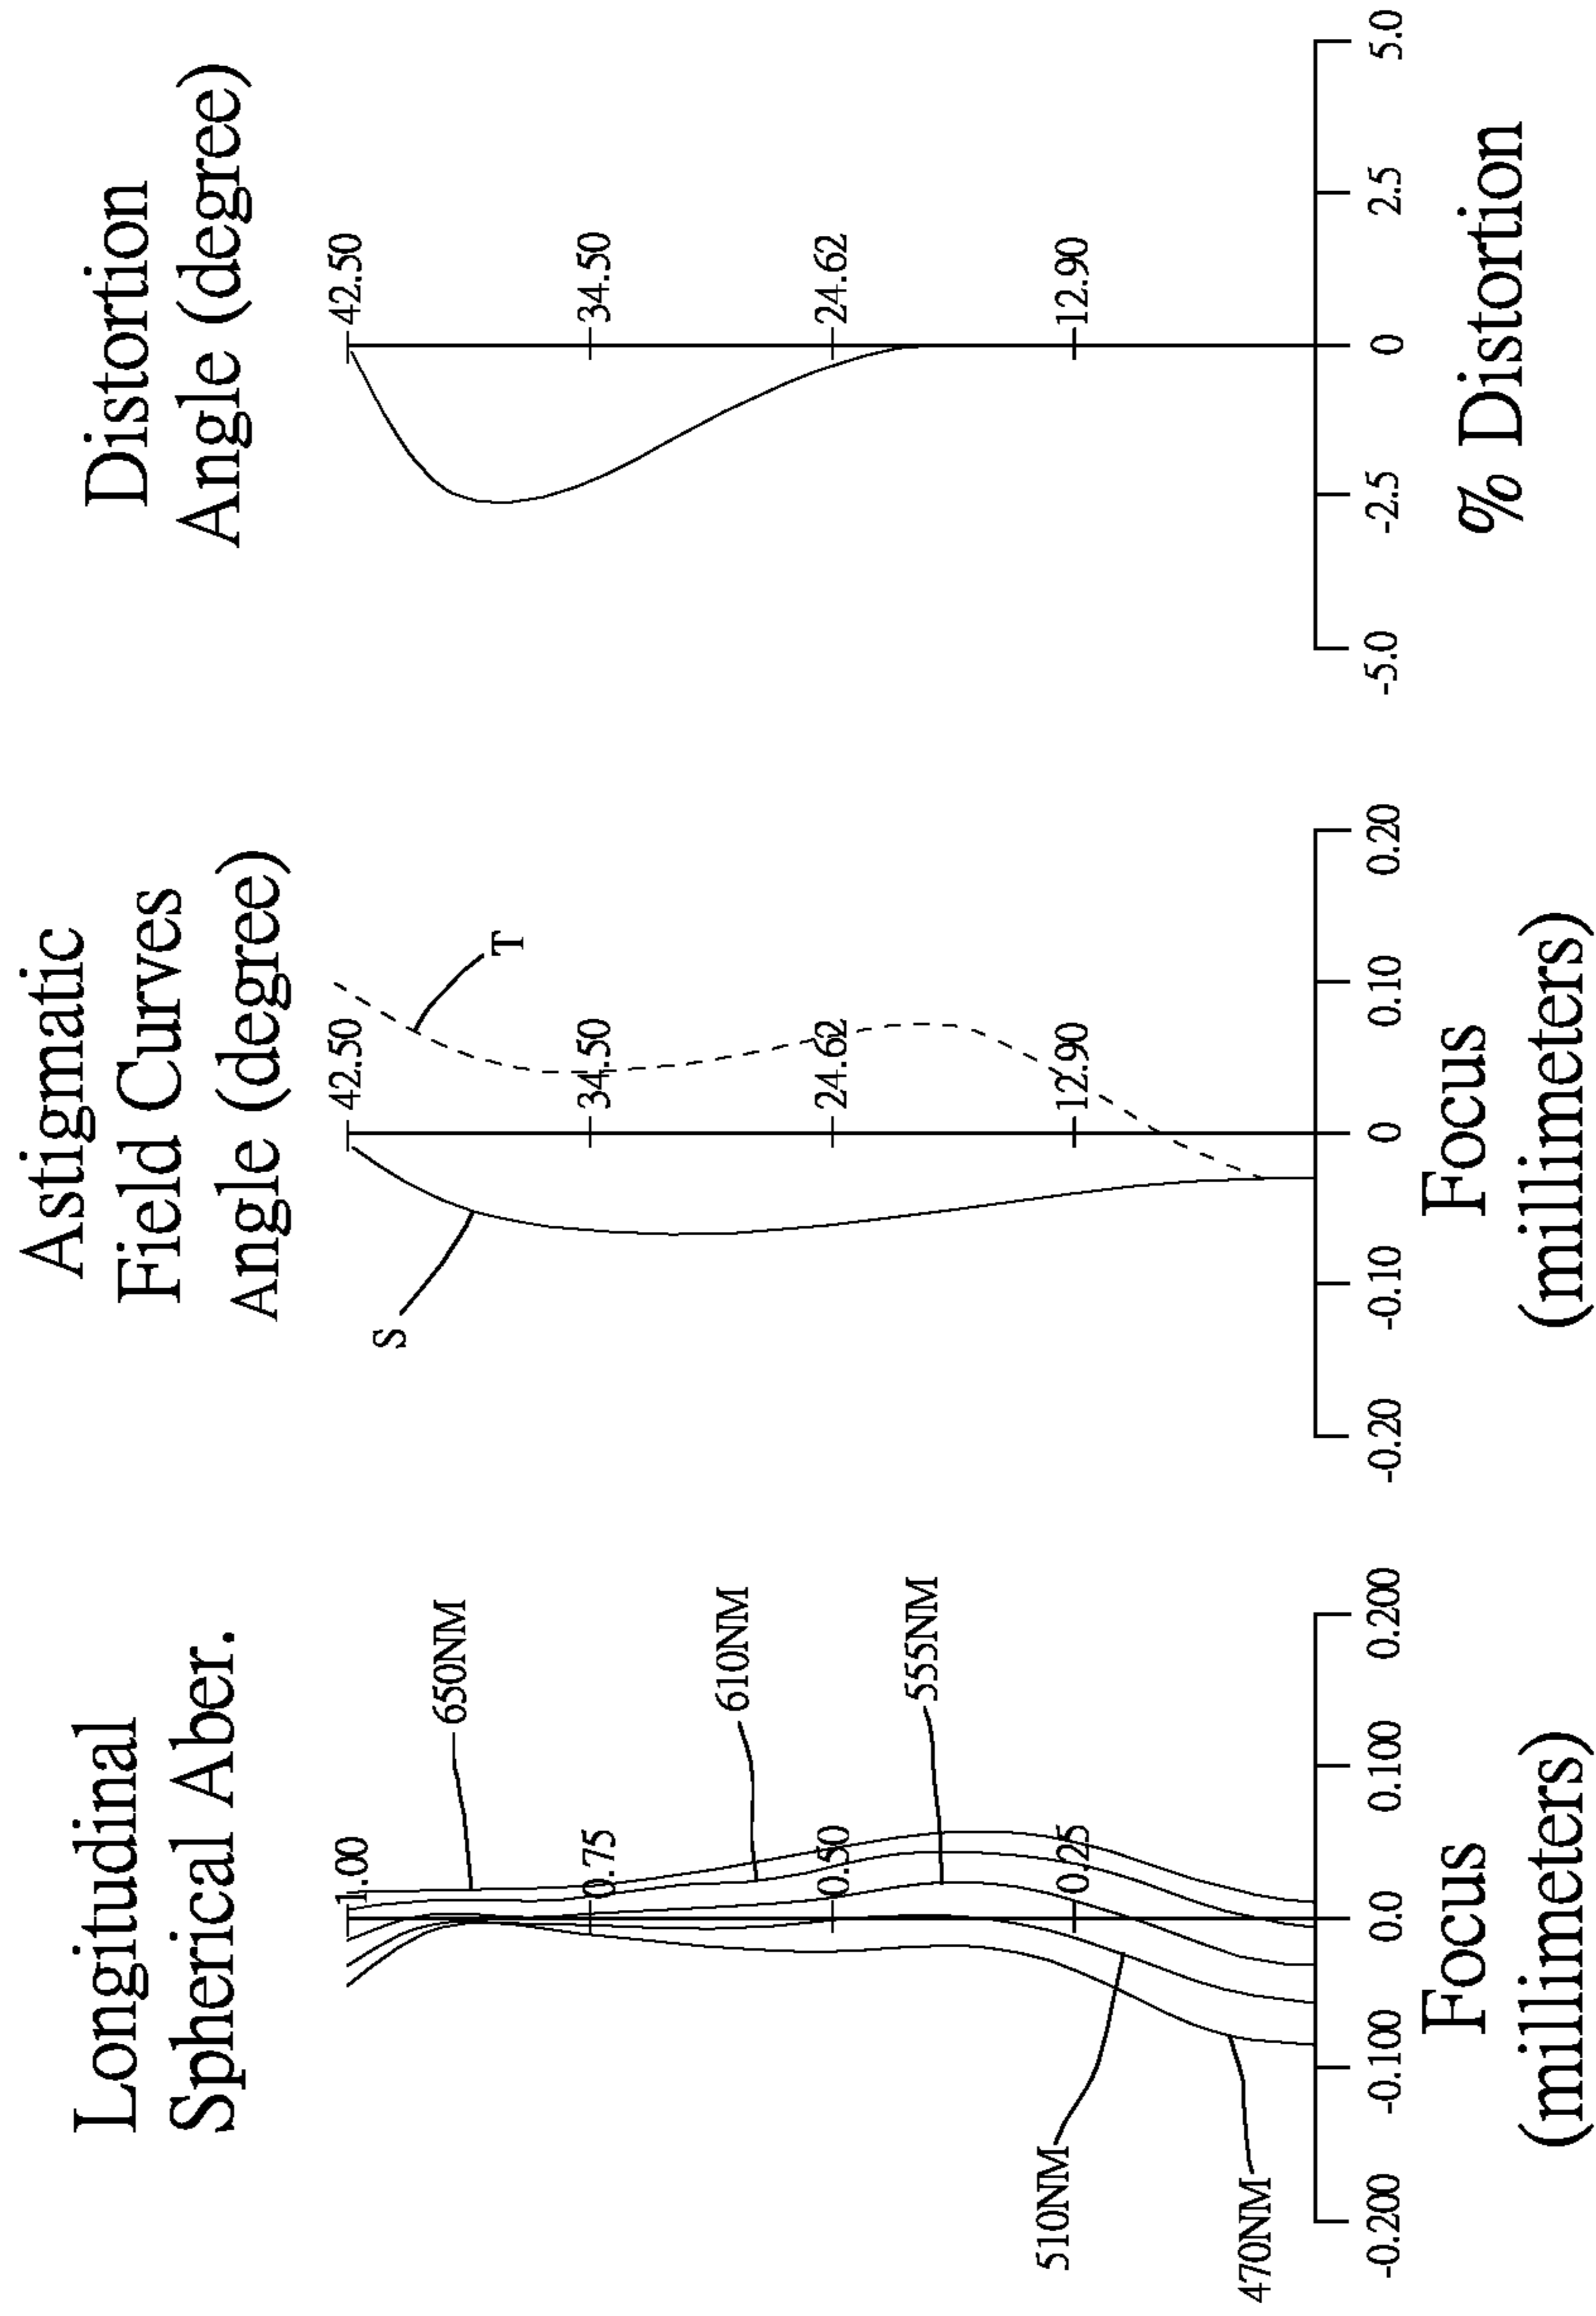 Longitudinal
Spherical Aber.
1.00
0.75
0.50
0.25
650NM
610NM
555NM
510NM
470NM
-0.200
-0.100
0.0
0.100
0.200
Focus
(millimeters)
Astigmatic
Field Curves
Angle (degree)
42.50
34.50
24.62
12.90
S
T
-0.20
-0.10
0
0.10
0.20
Focus
(millimeters)
Distortion
Angle (degree)
42.50
34.50
24.62
12.90
-5.0
-2.5
0
2.5
5.0
% Distortion